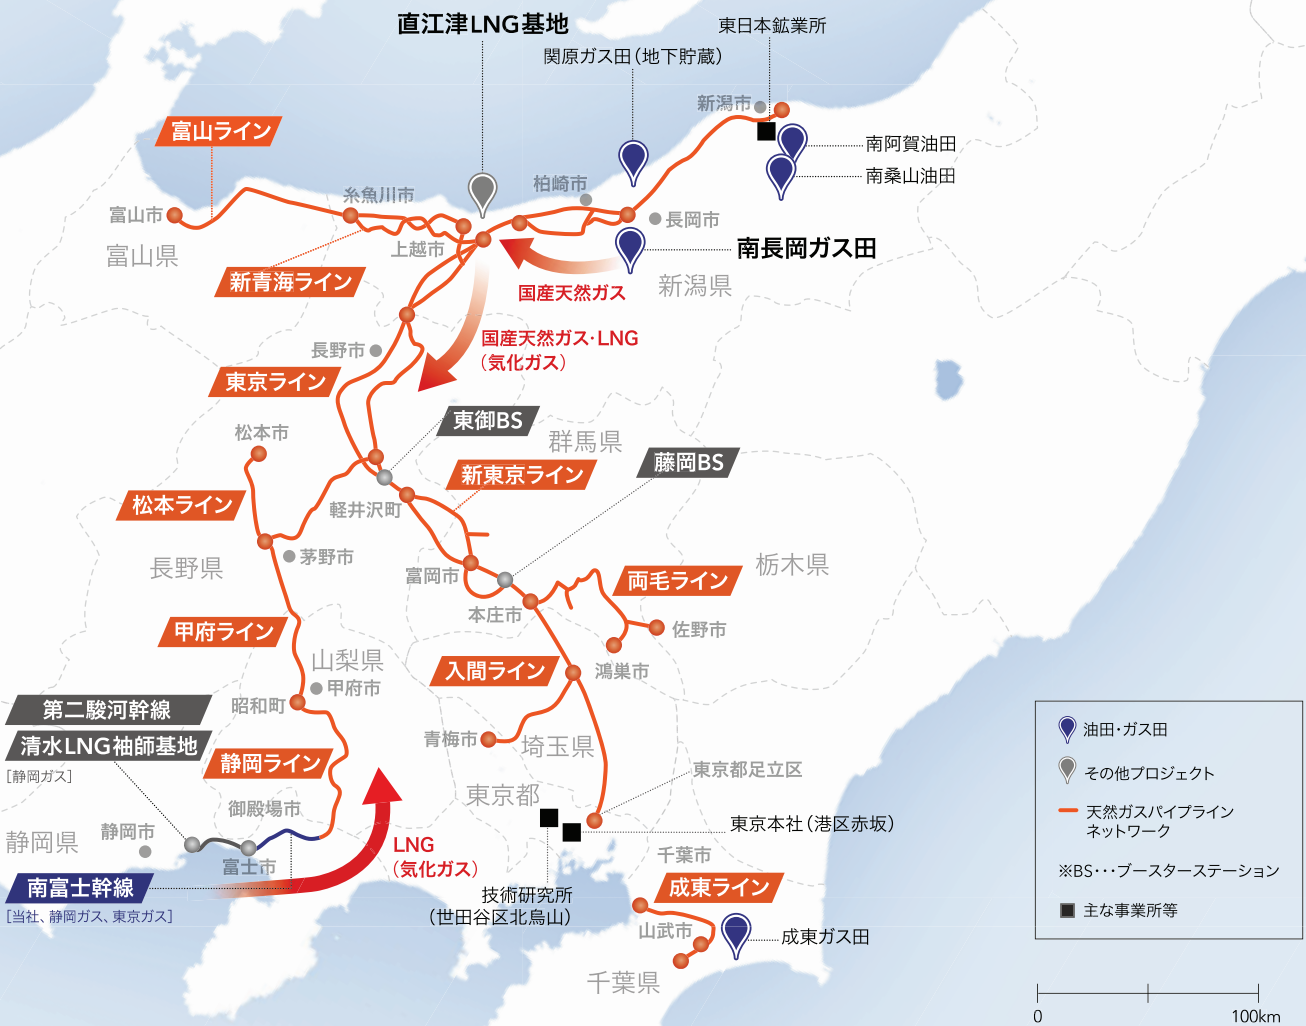 直江津LNG基地
東日本鉱業所
関原ガス田（地下貯蔵）
新潟市
富山ライン
南阿賀油田
南桑山油田
柏崎市
糸魚川市
富山市
長岡市
上越市
富山県
南長岡ガス田
新青海ライン
国産天然ガス
新潟県
国産天然ガス・LNG
（気化ガス）
長野市
東京ライン
東御BS
松本市
群馬県
藤岡BS
新東京ライン
松本ライン
軽井沢町
茅野市
長野県
富岡市
栃木県
両毛ライン
本庄市
甲府ライン
佐野市
山梨県
入間ライン
鴻巣市
甲府市
昭和町
第二駿河幹線
清水LNG袖師基地
［静岡ガス］
青梅市
埼玉県
静岡ライン
東京都足立区
東京都
御殿場市
静岡市
静岡県
東京本社（港区赤坂）
LNG
（気化ガス）
富士市
千葉市
南富士幹線
［当社、静岡ガス、東京ガス］
技術研究所
（世田谷区北烏山）
成東ライン
山武市
成東ガス田
千葉県
油田・ガス田
その他プロジェクト
天然ガスパイプライン
ネットワーク
※BS・・・ブースターステーション
主な事業所等
0
100km